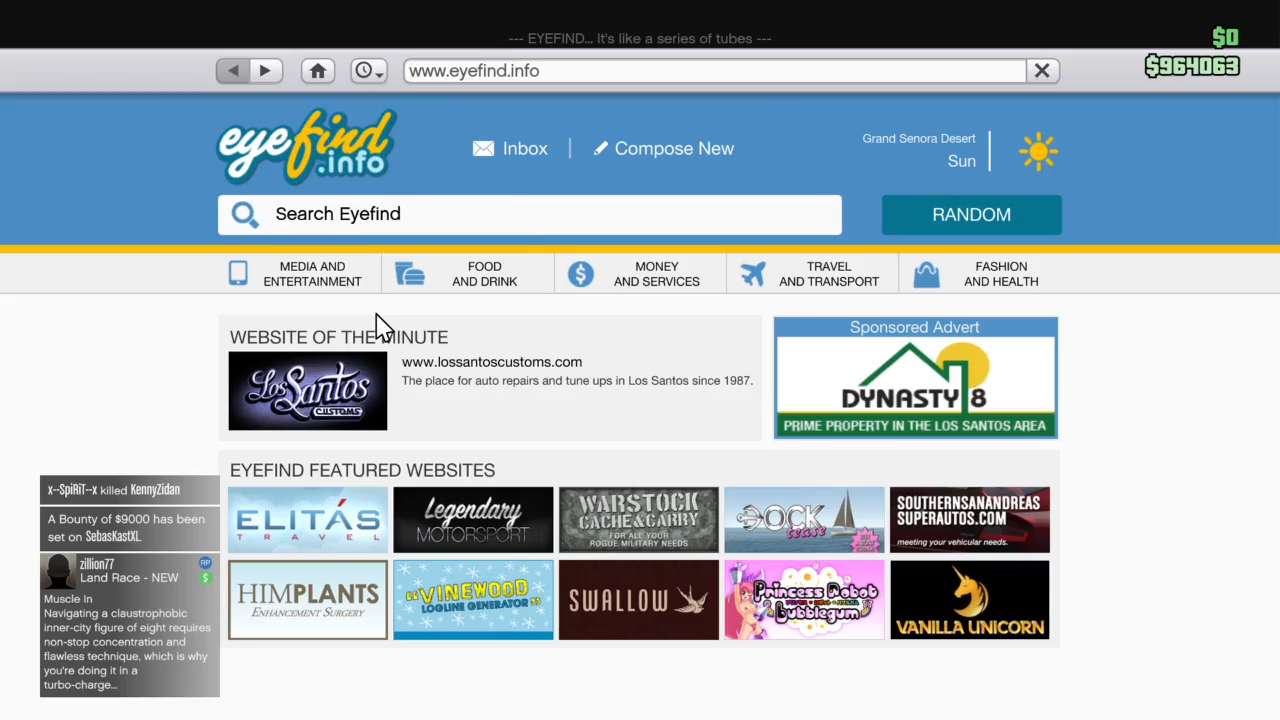 --- EYEFIND... It's like a series of tubes ---
$0
$964063
www.eyefind.info
eyefind
.info
Inbox
Compose New
Grand Senora Desert
Sun
Search Eyefind
RANDOM
MEDIA AND
ENTERTAINMENT
FOOD
AND DRINK
MONEY
AND SERVICES
TRAVEL
AND TRANSPORT
FASHION
AND HEALTH
WEBSITE OF THE MINUTE
Los Santos
CUSTOMS
www.lossantoscustoms.com
The place for auto repairs and tune ups in Los Santos since 1987.
Sponsored Advert
DYNASTY 8
PRIME PROPERTY IN THE LOS SANTOS AREA
EYEFIND FEATURED WEBSITES
ELITÁS
TRAVEL
Legendary
MOTORSPORT
WARSTOCK
CACHE & CARRY
FOR ALL YOUR
ROGUE MILITARY NEEDS
DOCK
tease
SOUTHERNSANANDREAS
SUPERAUTOS.COM
meeting your vehicular needs.
HIMPLANTS
ENHANCEMENT SURGERY
"VINEWOOD
LOGLINE GENERATOR"
SWALLOW
Princess Robot
Bubblegum
VANILLA UNICORN
x--SpiRiT--x killed KennyZidan
A Bounty of $9000 has been
set on SebasKastXL
zillion77
RP
Land Race - NEW
$
Muscle In
Navigating a claustrophobic
inner-city figure of eight requires
non-stop concentration and
flawless technique, which is why
you're doing it in a
turbo-charge...